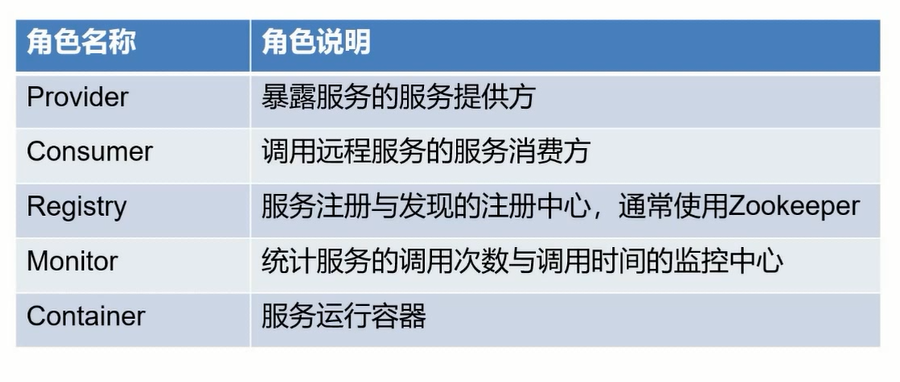 角色名称 角色说明
Provider 暴露服务的服务提供方
Consumer 调用远程服务的服务消费方
Registry 服务注册与发现的注册中心，通常使用Zookeeper
Monitor 统计服务的调用次数与调用时间的监控中心
Container 服务运行容器